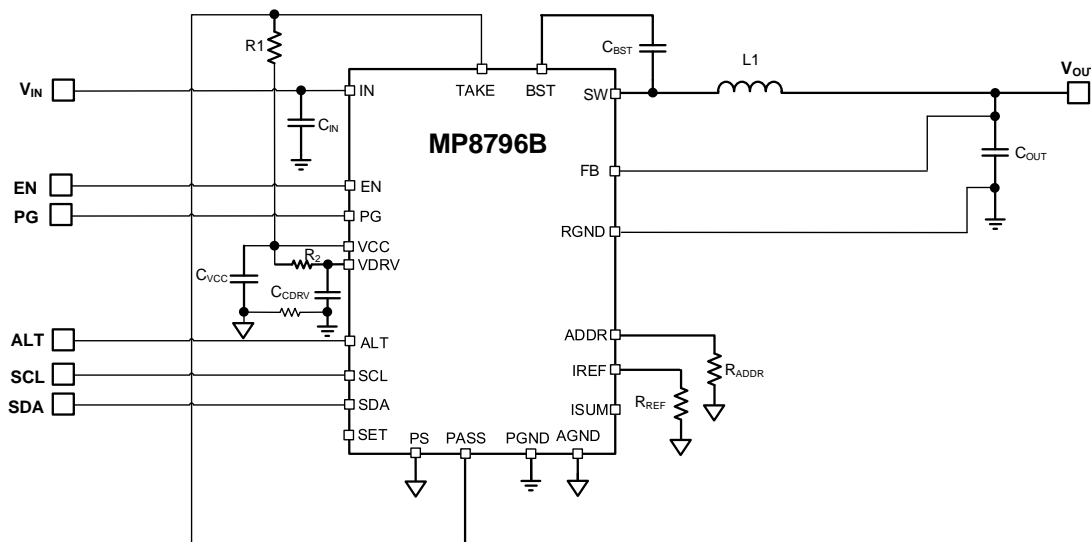 R1
C_BST
L1
V_OUT
V_IN
IN
TAKE
BST
SW
C_IN
MP8796B
C_OUT
FB
EN
EN
PG
PG
RGND
VCC
R_2
VDRV
C_VCC
C_CDRV
ALT
ALT
ADDR
SCL
SCL
IREF
R_ADDR
SDA
SDA
R_REF
ISUM
SET
PS
PASS
PGND
AGND